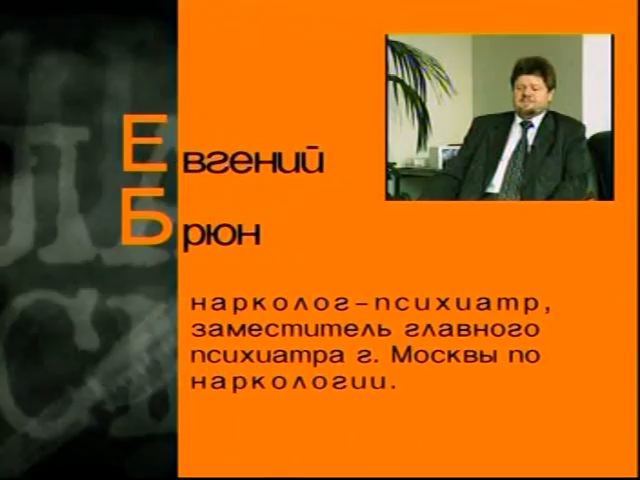 Евгений
Брюн
нарколог-психиатр,
заместитель главного
психиатра г. Москвы по
наркологии.